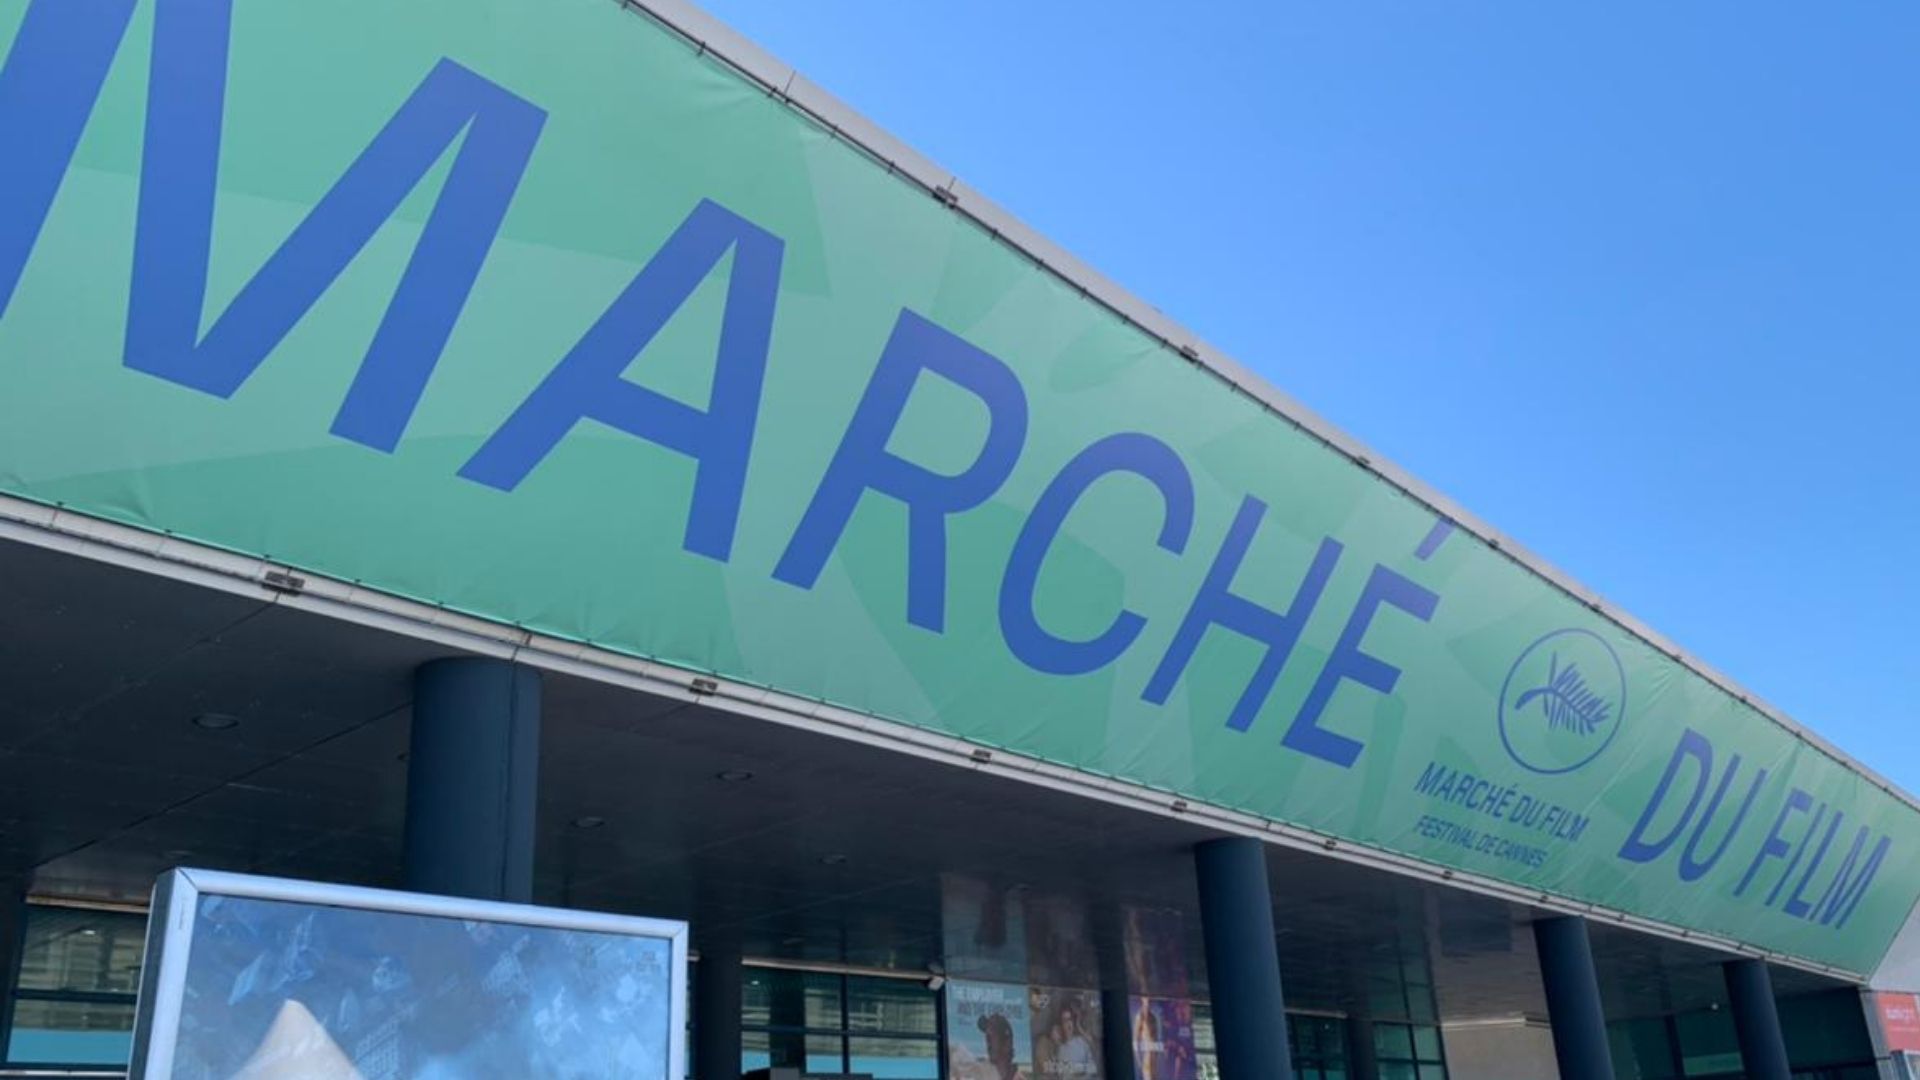 MARCHÉ DU FILM
MARCHÉ DU FILM
FESTIVAL DE CANNES